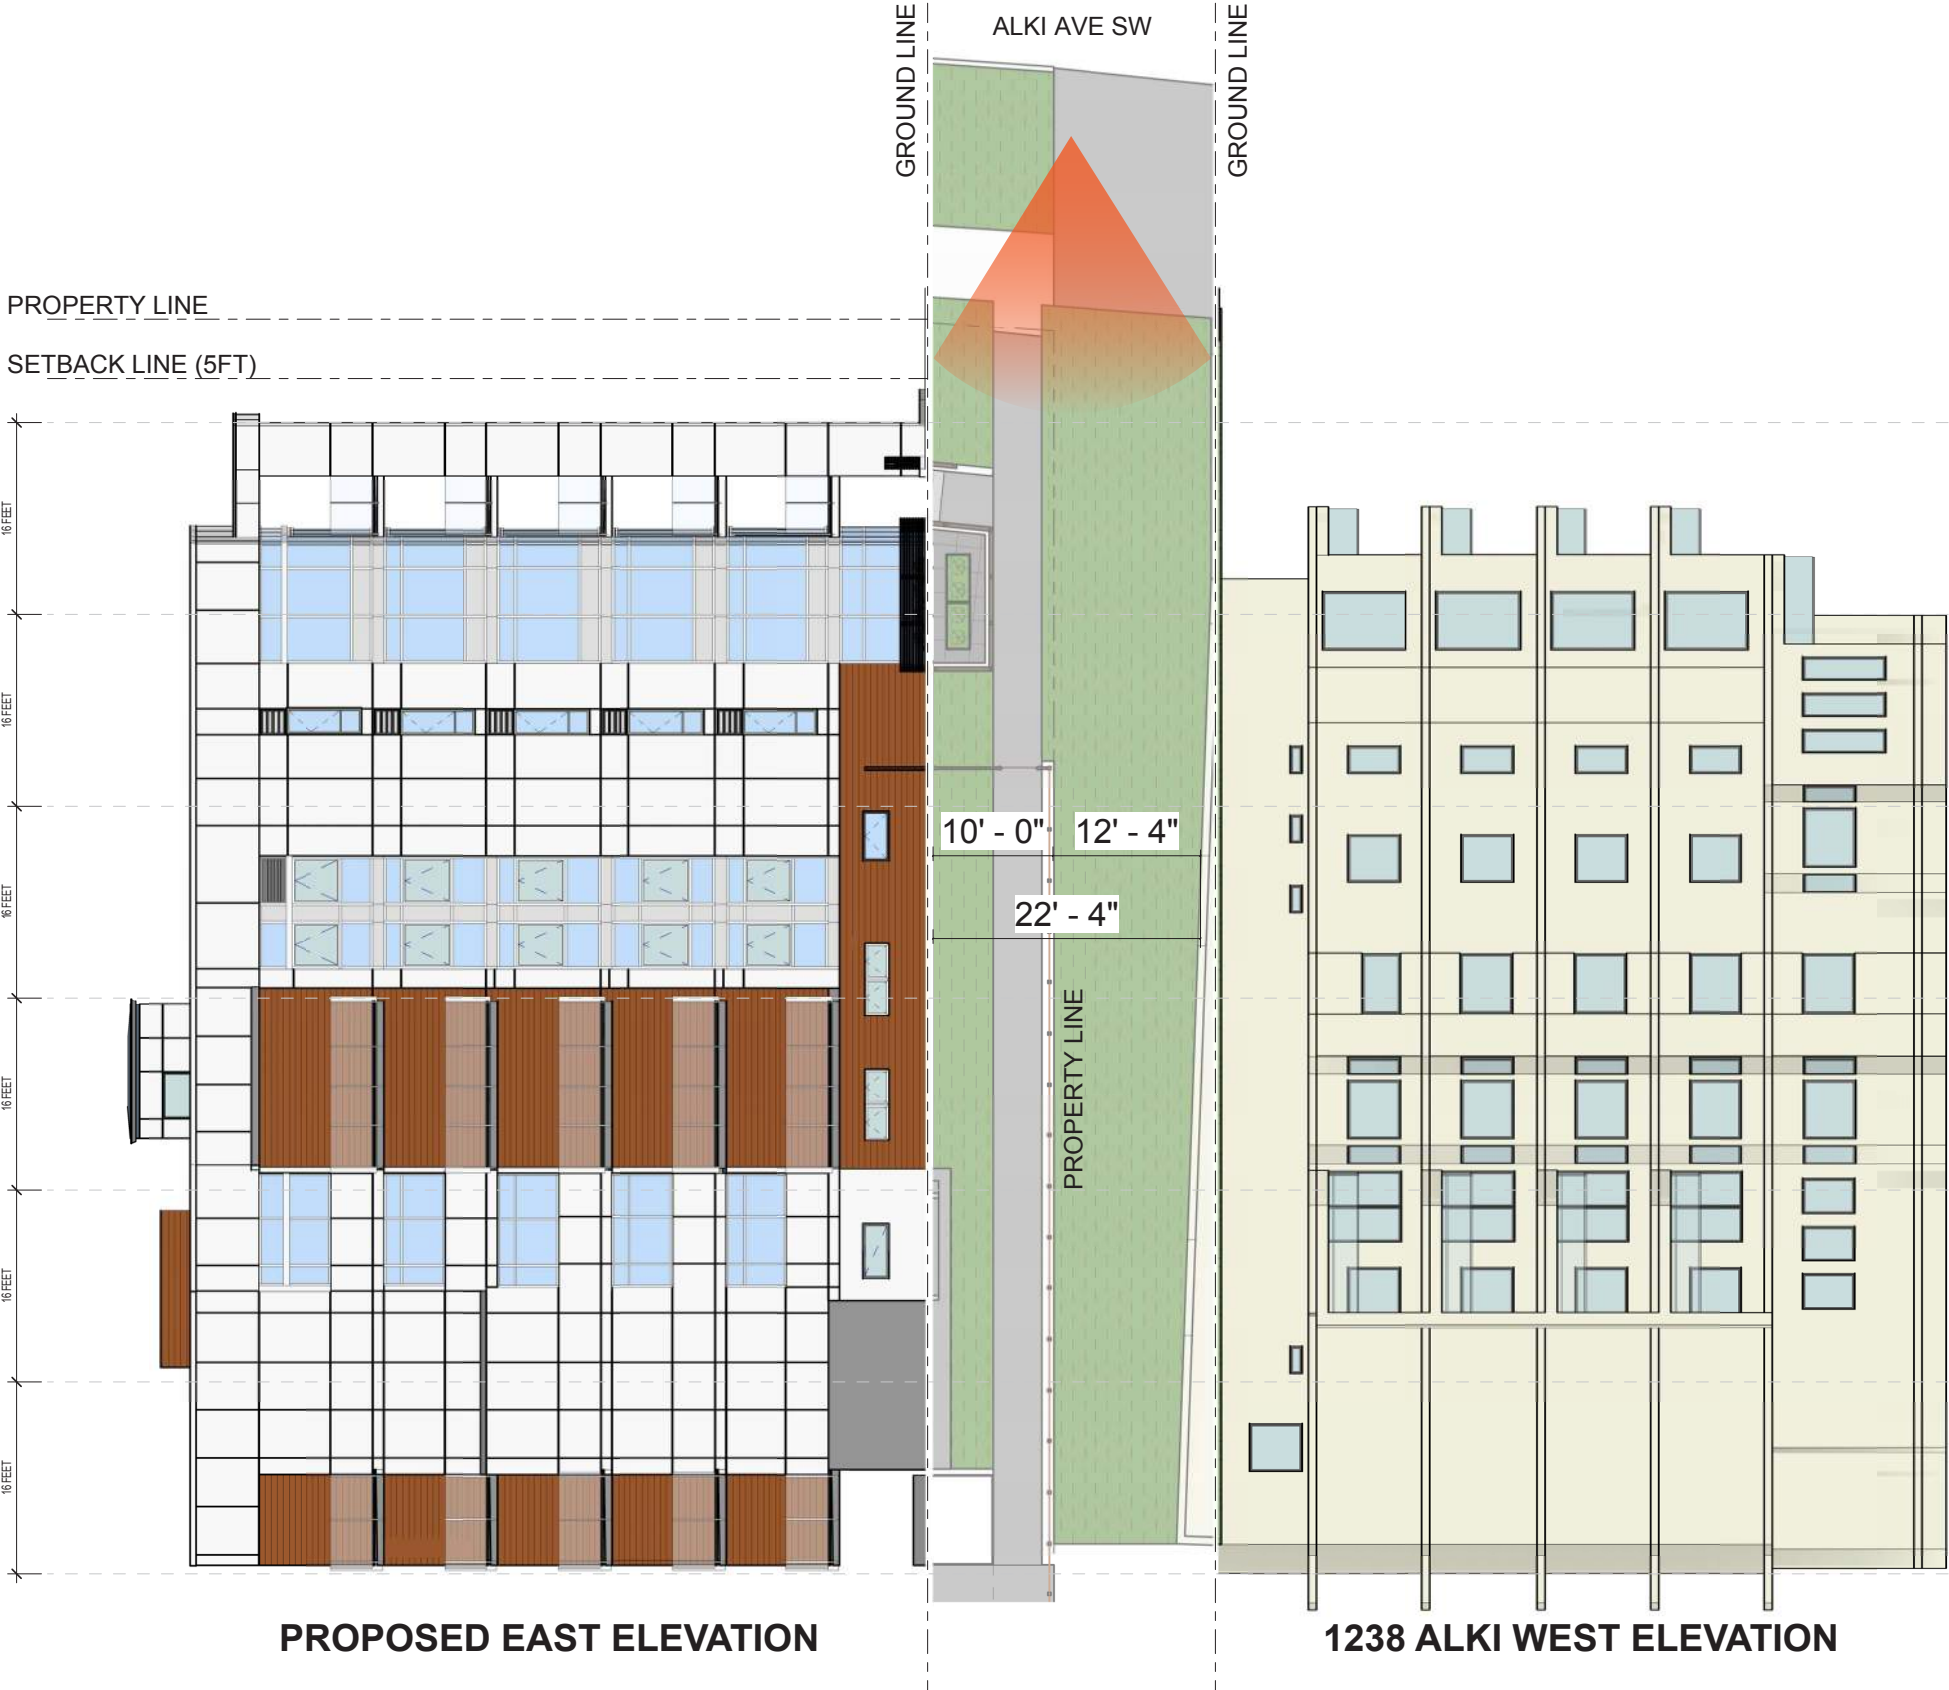 ALKI AVE SW
GROUND LINE
GROUND LINE
PROPERTY LINE
SETBACK LINE (5FT)
16 FEET
16 FEET
16 FEET
16 FEET
16 FEET
16 FEET
10' - 0"
12' - 4"
22' - 4"
PROPERTY LINE
PROPOSED EAST ELEVATION
1238 ALKI WEST ELEVATION